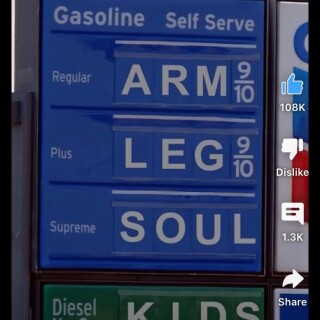 Gasoline Self Serve
Regular ARM 9/10
108K
Plus LEG 9/10
Dislike
Supreme SOUL
1.3K
Diesel KIDS
Share